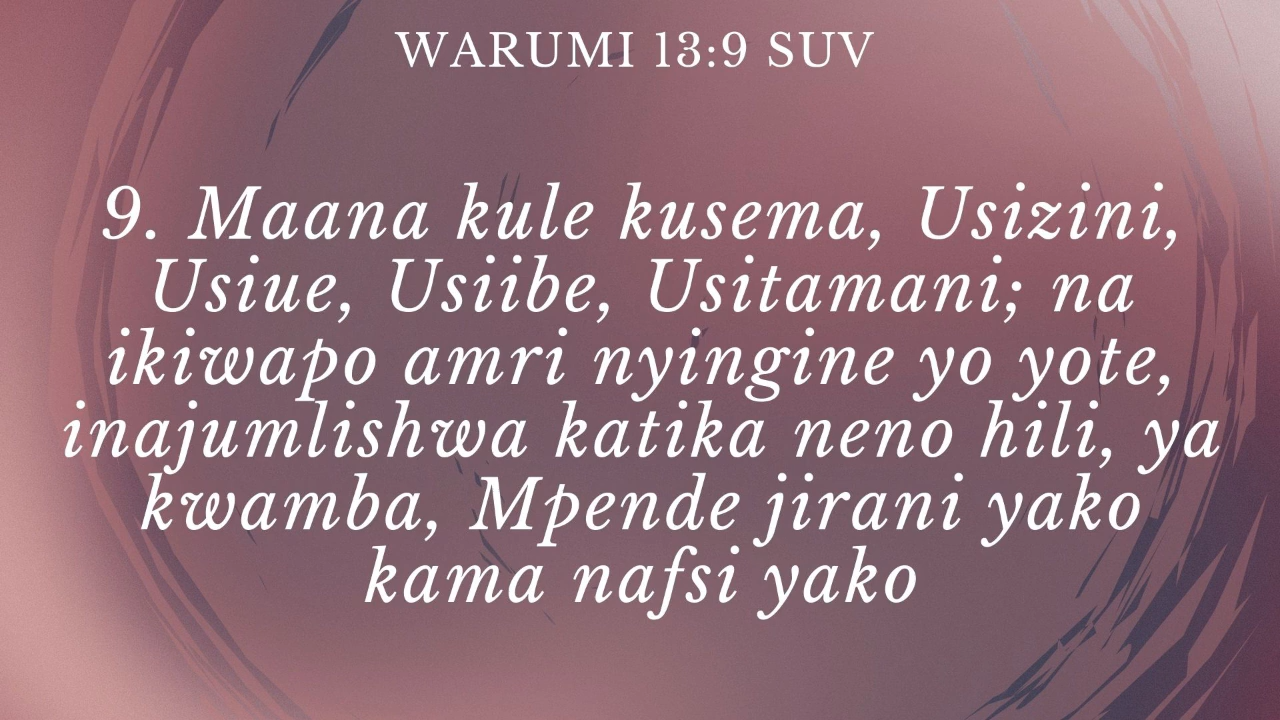 WARUMI 13:9 SUV
9. Maana kule kusema, Usizini,
Usiue, Usiibe, Usitamani; na
ikiwapo amri nyingine yo yote,
inajumlishwa katika neno hili, ya
kwamba, Mpende jirani yako
kama nafsi yako